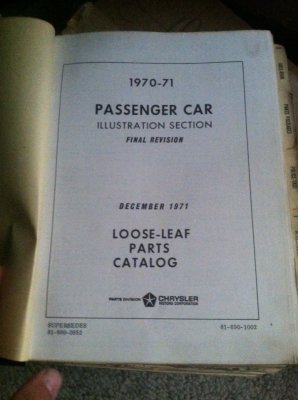 1970-71
PASSENGER CAR
ILLUSTRATION SECTION
FINAL REVISION
DECEMBER 1971
LOOSE-LEAF
PARTS
CATALOG
PARTS DIVISION CHRYSLER
MOTORS CORPORATION
SUPERSEDES
81-690-1002